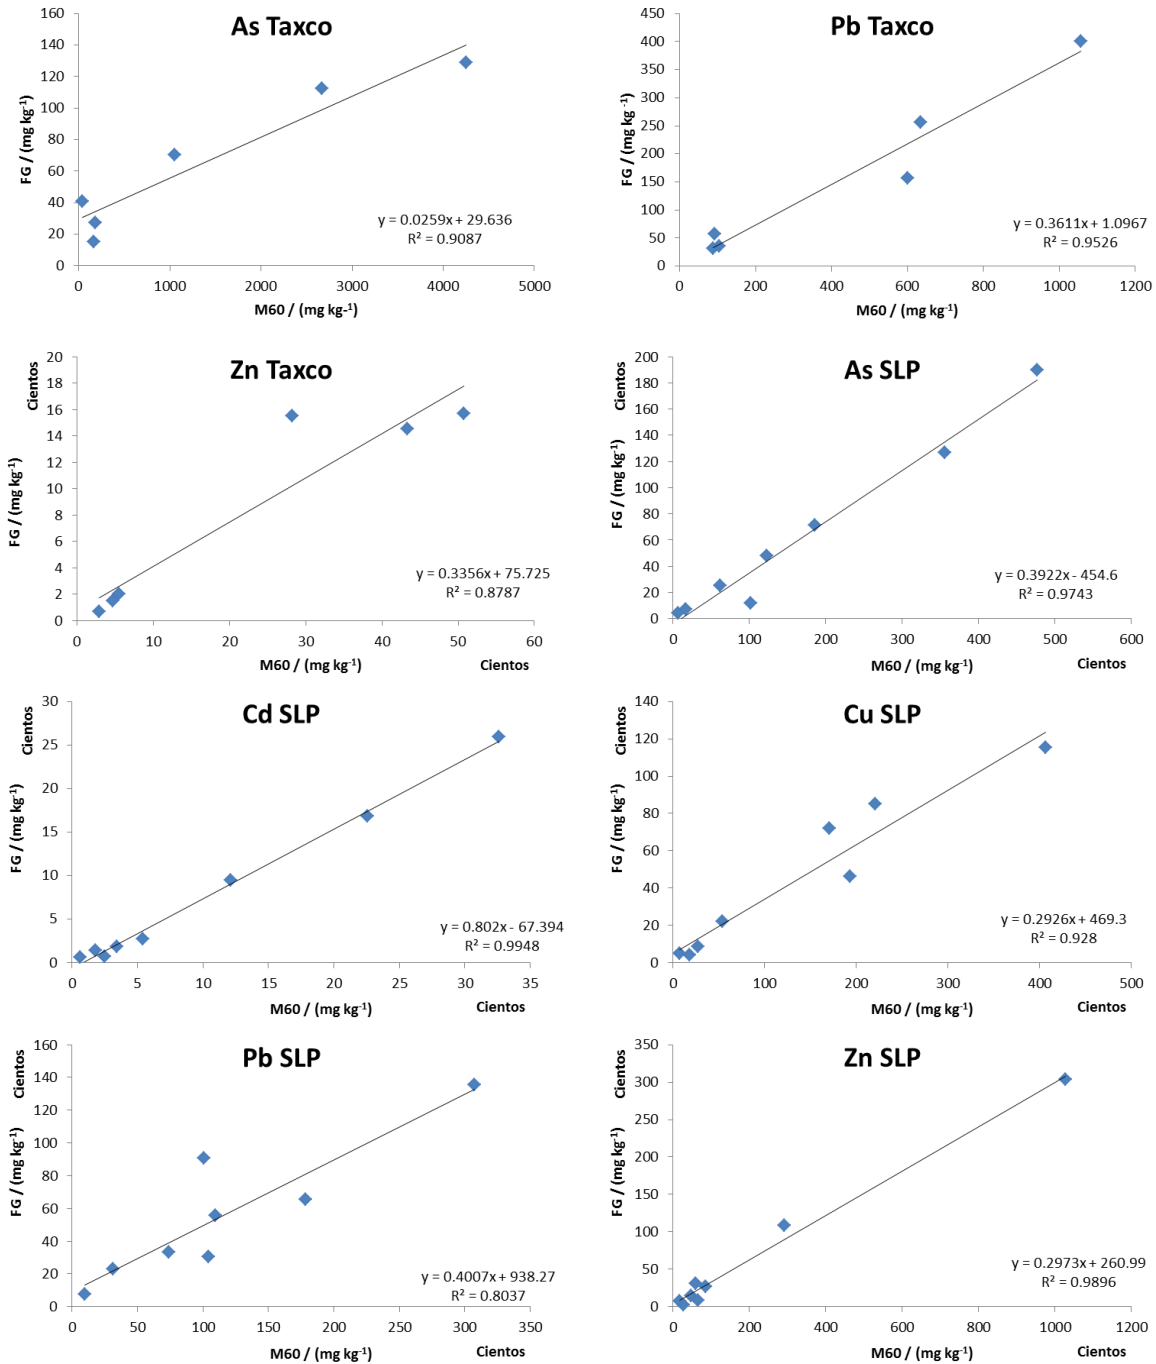 As Taxco
160
140
120
100
80
60
40
20
0
FG / (mg kg-1)
0 1000 2000 3000 4000 5000
M60 / (mg kg-1)
y = 0.0259x + 29.636
R² = 0.9087
Pb Taxco
450
400
350
300
250
200
150
100
50
0
FG / (mg kg-1)
0 200 400 600 800 1000 1200
M60 / (mg kg-1)
y = 0.3611x + 1.0967
R² = 0.9526
Zn Taxco
Cientos
20
18
16
14
12
10
8
6
4
2
0
FG / (mg kg-1)
0 10 20 30 40 50 60
M60 / (mg kg-1)
Cientos
y = 0.3356x + 75.725
R² = 0.8787
As SLP
Cientos
200
180
160
140
120
100
80
60
40
20
0
FG / (mg kg-1)
0 100 200 300 400 500 600
M60 / (mg kg-1)
Cientos
y = 0.3922x - 454.6
R² = 0.9743
Cd SLP
Cientos
30
25
20
15
10
5
0
FG / (mg kg-1)
0 5 10 15 20 25 30 35
M60 / (mg kg-1)
Cientos
y = 0.802x - 67.394
R² = 0.9948
Cu SLP
Cientos
140
120
100
80
60
40
20
0
FG / (mg kg-1)
0 100 200 300 400 500
M60 / (mg kg-1)
Cientos
y = 0.2926x + 469.3
R² = 0.928
Pb SLP
Cientos
160
140
120
100
80
60
40
20
0
FG / (mg kg-1)
0 50 100 150 200 250 300 350
M60 / (mg kg-1)
Cientos
y = 0.4007x + 938.27
R² = 0.8037
Zn SLP
Cientos
350
300
250
200
150
100
50
0
FG / (mg kg-1)
0 200 400 600 800 1000 1200
M60 / (mg kg-1)
Cientos
y = 0.2973x + 260.99
R² = 0.9896